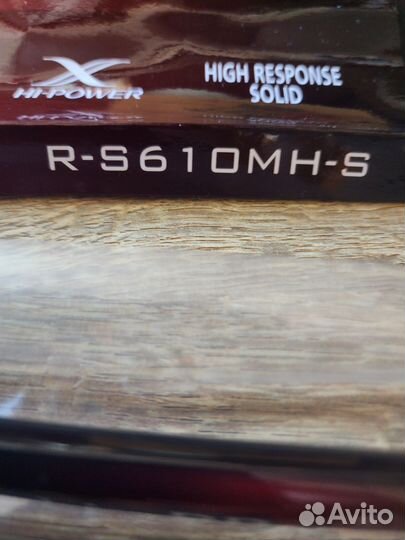 X
HI-POWER
HIGH RESPONSE
SOLID
R-S610MH-S
Avito